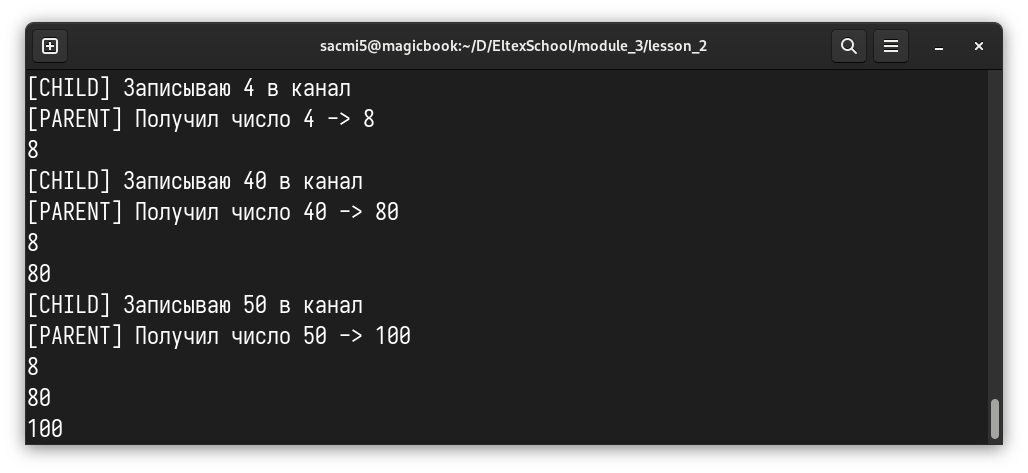 sacmi5@magicbook:~/D/EltexSchool/module_3/lesson_2
[CHILD] Записываю 4 в канал
[PARENT] Получил число 4 -> 8
8
[CHILD] Записываю 40 в канал
[PARENT] Получил число 40 -> 80
8
80
[CHILD] Записываю 50 в канал
[PARENT] Получил число 50 -> 100
8
80
100